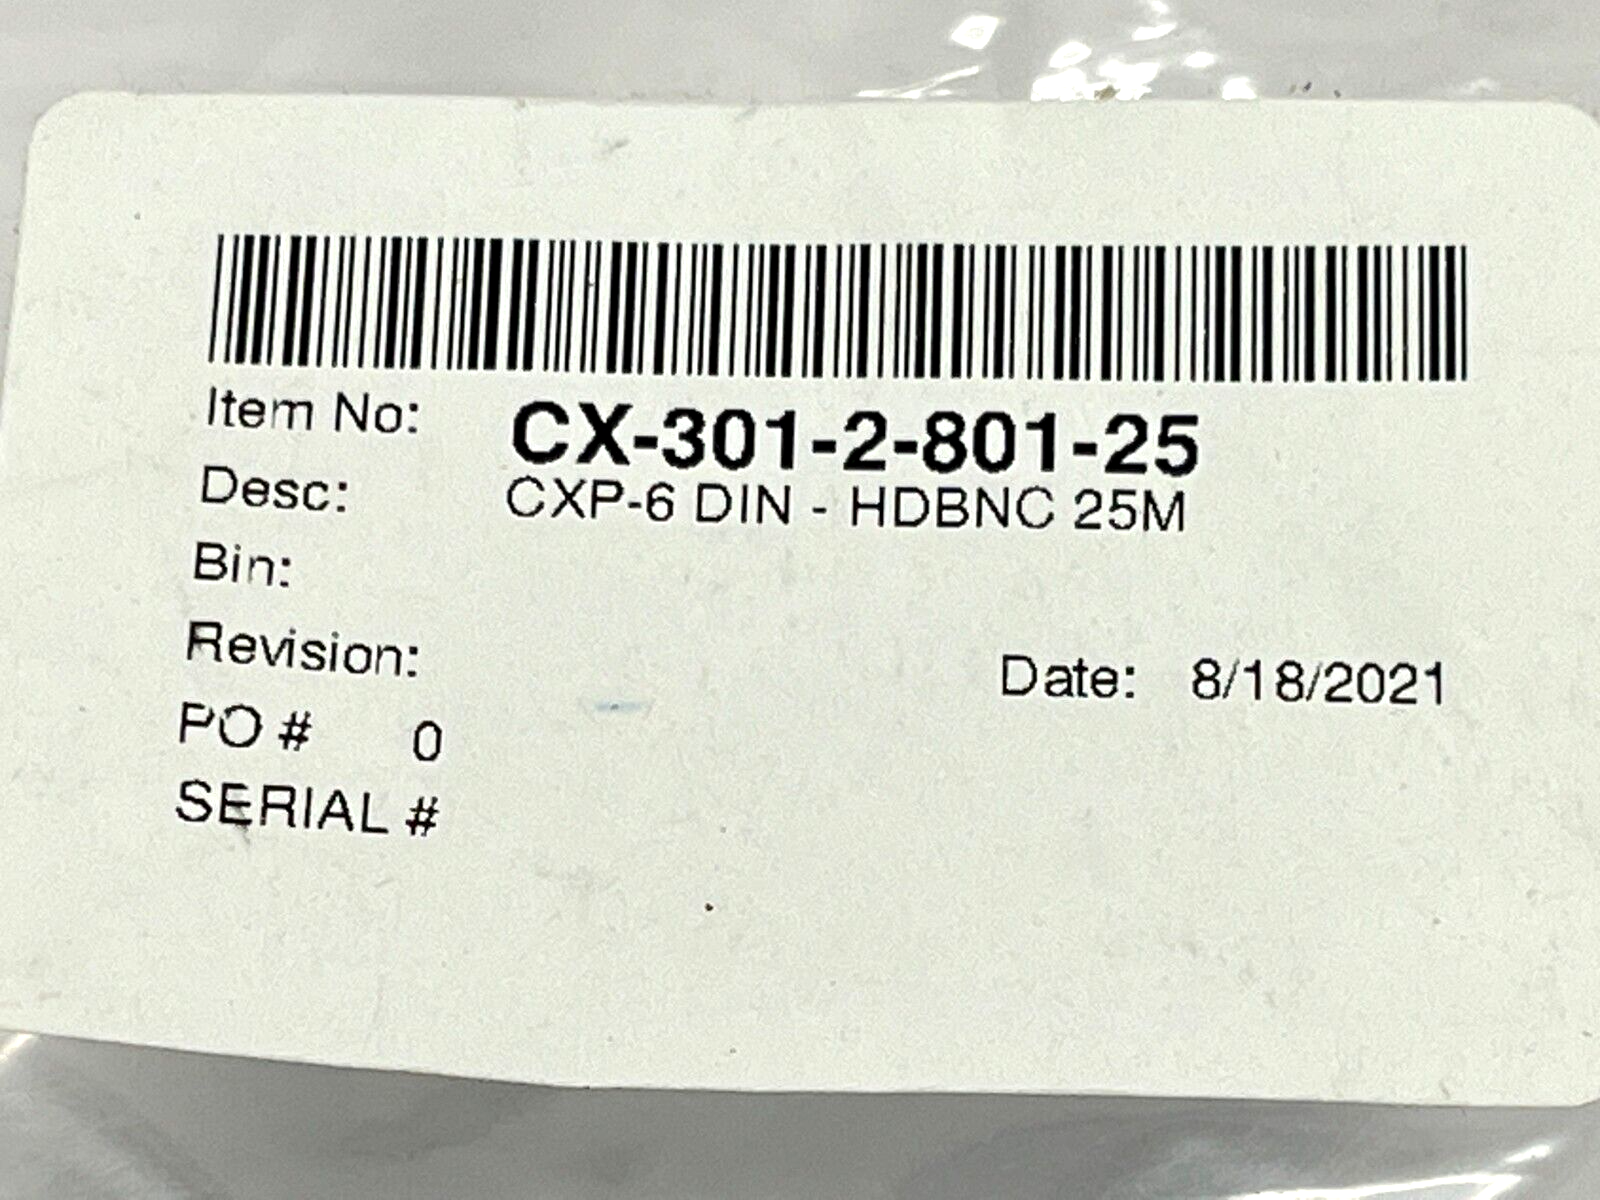 Item No: CX-301-2-801-25
Desc: CXP-6 DIN - HDBNC 25M
Bin:
Revision:
Date: 8/18/2021
PO # 0
SERIAL #